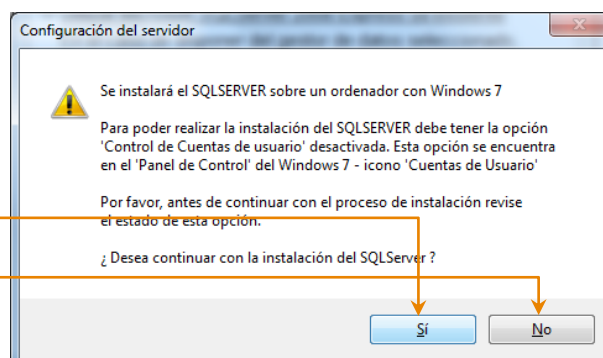 Configuración del servidor
Se instalará el SQLSERVER sobre un ordenador con Windows 7
Para poder realizar la instalación del SQLSERVER debe tener la opción
'Control de Cuentas de usuario' desactivada. Esta opción se encuentra
en el 'Panel de Control' del Windows 7 - icono 'Cuentas de Usuario'
Por favor, antes de continuar con el proceso de instalación revise
el estado de esta opción.
¿ Desea continuar con la instalación del SQLServer ?
Sí
No